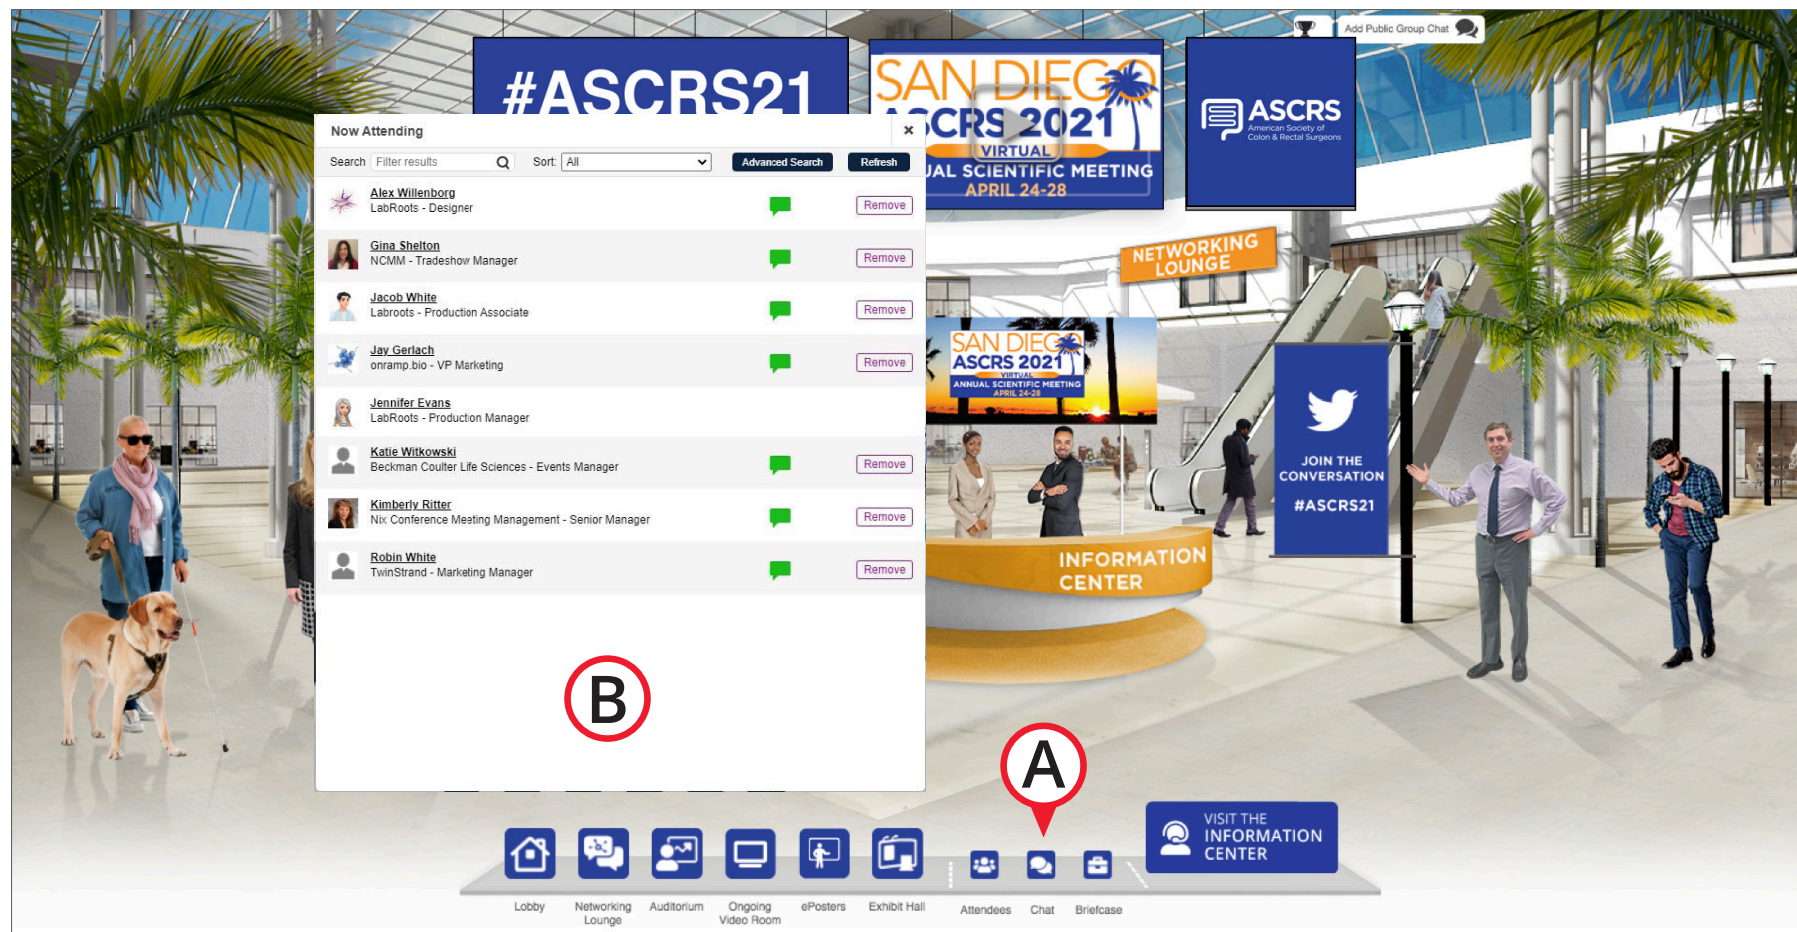 Add Public Group Chat
#ASCRS21
SAN DIEGO
ASCRS 2021
VIRTUAL
UAL SCIENTIFIC MEETING
APRIL 24-28
ASCRS
American Society of
Colon & Rectal Surgeons
Now Attending
Search Filter results Sort: All Advanced Search Refresh
Alex Willenborg
LabRoots - Designer
Remove
Gina Shelton
NCMM - Tradeshow Manager
Remove
Jacob White
Labroots - Production Associate
Remove
Jay Gerlach
onramp.bio - VP Marketing
Remove
Jennifer Evans
LabRoots - Production Manager
Katie Witkowski
Beckman Coulter Life Sciences - Events Manager
Remove
Kimberly Ritter
Nix Conference Meeting Management - Senior Manager
Remove
Robin White
TwinStrand - Marketing Manager
Remove
NETWORKING
LOUNGE
SAN DIEGO
ASCRS 2021
VIRTUAL
ANNUAL SCIENTIFIC MEETING
APRIL 24-28
JOIN THE
CONVERSATION
#ASCRS21
INFORMATION
CENTER
B
A
VISIT THE
INFORMATION
CENTER
Lobby
Networking
Lounge
Auditorium
Ongoing
Video Room
ePosters
Exhibit Hall
Attendees
Chat
Briefcase